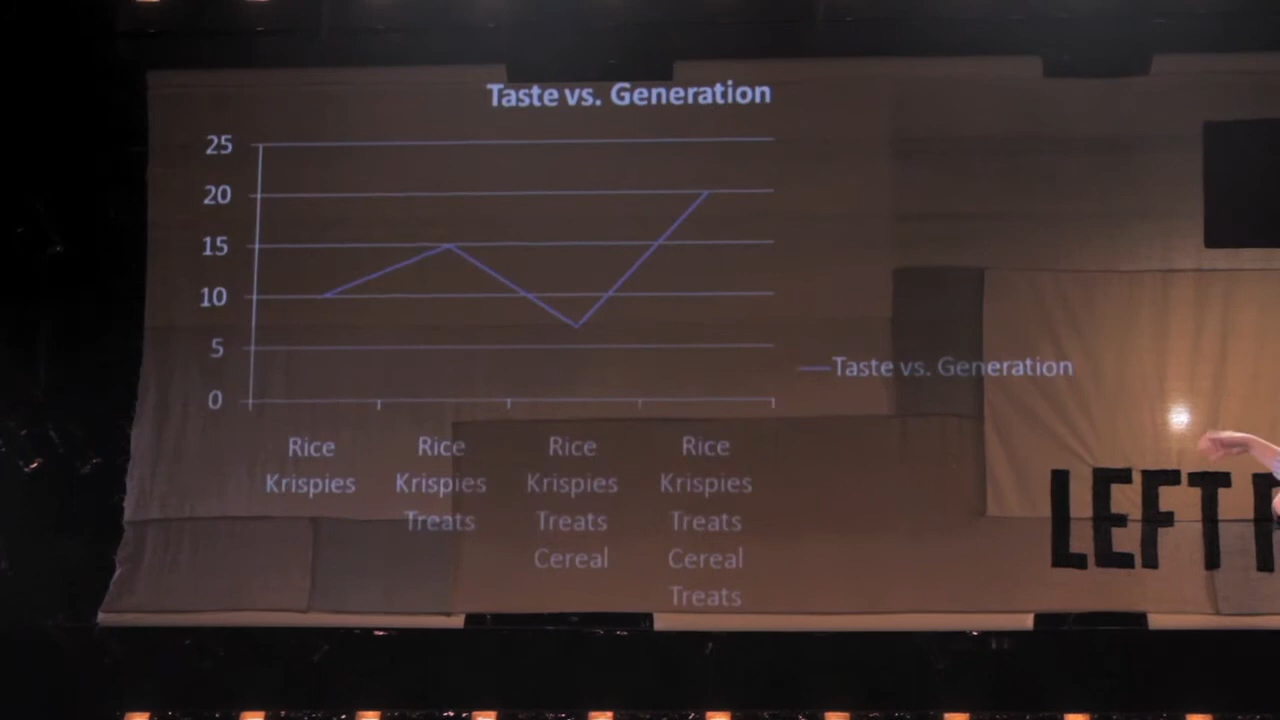 Taste vs. Generation
25
20
15
10
5
0
Rice Krispies
Rice Krispies Treats
Rice Krispies Treats Cereal
Rice Krispies Treats Cereal Treats
Taste vs. Generation
LEFT